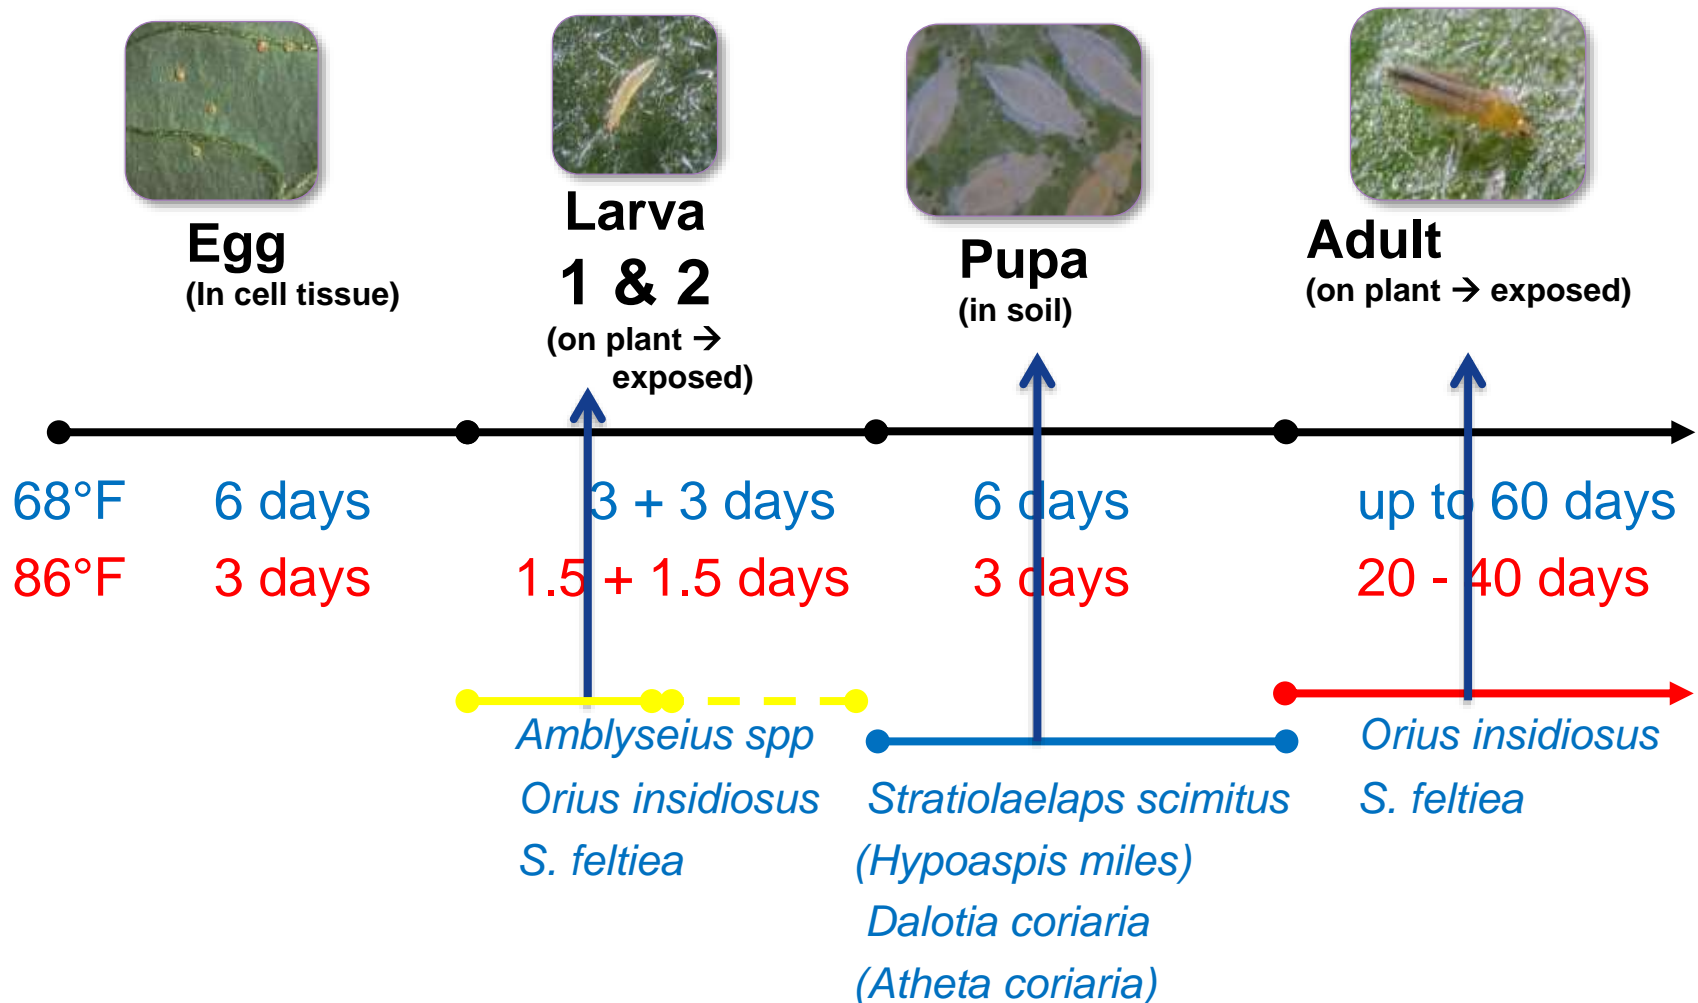 Egg
(In cell tissue)
Larva
1 & 2
(on plant →
exposed)
Pupa
(in soil)
Adult
(on plant → exposed)
68°F 6 days 3 + 3 days 6 days up to 60 days
86°F 3 days 1.5 + 1.5 days 3 days 20 - 40 days
Amblyseius spp
Orius insidiosus
S. feltiea
Stratiolaelaps scimitus
(Hypoaspis miles)
Dalotia coriaria
(Atheta coriaria)
Orius insidiosus
S. feltiea